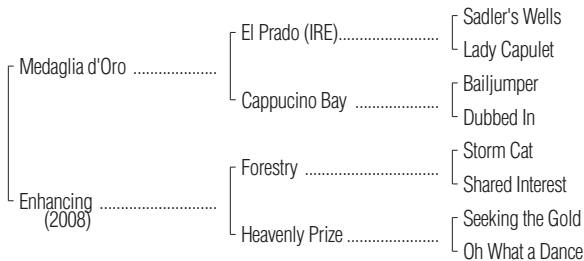 Sadler's Wells
El Prado (IRE)....................
Lady Capulet
Medaglia d'Oro .................
Bailjumper
Cappucino Bay .................
Dubbed In
Storm Cat
Forestry ...........................
Shared Interest
Enhancing ........................
(2008)
Seeking the Gold
Heavenly Prize ..................
Oh What a Dance